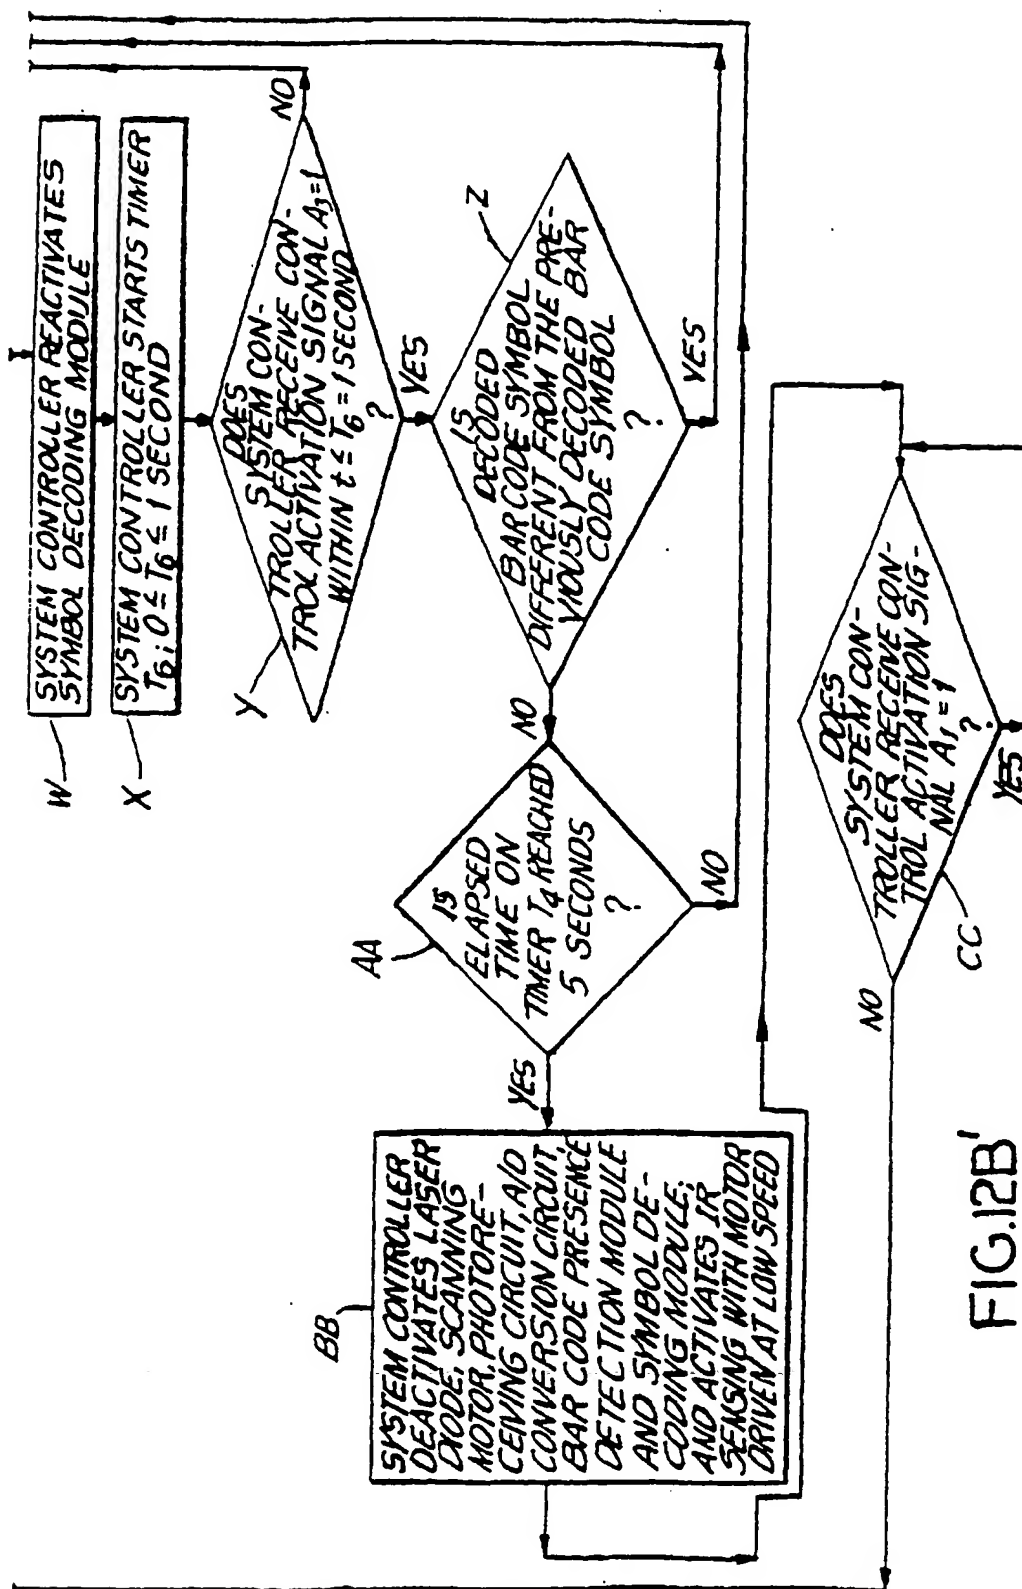 W
SYSTEM CONTROLLER REACTIVATES
SYMBOL DECODING MODULE
X
SYSTEM CONTROLLER STARTS TIMER
T6; 0 ≤ T6 ≤ 1 SECOND
Y
DOES
SYSTEM CON-
TROLLER RECEIVE CON-
TROL ACTIVATION SIGNAL A3=1
WITHIN t ≤ T6 = 1 SECOND
?
NO
YES
Z
IS
DECODED
BAR CODE SYMBOL
DIFFERENT FROM THE PRE-
VIOUSLY DECODED BAR
CODE SYMBOL
?
NO
YES
AA
IS
ELAPSED
TIME ON
TIMER T4 REACHED
5 SECONDS
?
YES
NO
BB
SYSTEM CONTROLLER
DEACTIVATES LASER
DIODE, SCANNING
MOTOR, PHOTORE-
CEIVING CIRCUIT, A/D
CONVERSION CIRCUIT,
BAR CODE PRESENCE
DETECTION MODULE
AND SYMBOL DE-
CODING MODULE;
AND ACTIVATES IR
SENSING WITH MOTOR
DRIVEN AT LOW SPEED
CC
DOES
SYSTEM CON-
TROLLER RECEIVE CON-
TROL ACTIVATION SIG-
NAL A1 = 1
?
NO
YES
FIG.12B'